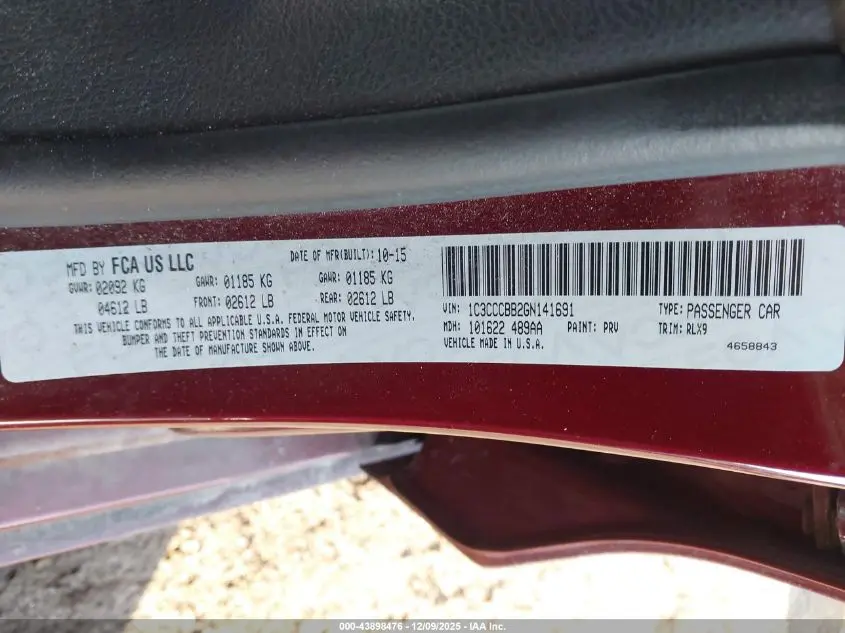 MFD BY FCA US LLC
DATE OF MFR(BUILT): 10-15
GVWR: 02092 KG GAWR: 01185 KG GAWR: 01185 KG
04612 LB FRONT: 02612 LB REAR: 02612 LB
THIS VEHICLE CONFORMS TO ALL APPLICABLE U.S.A. FEDERAL MOTOR VEHICLE SAFETY,
BUMPER AND THEFT PREVENTION STANDARDS IN EFFECT ON
THE DATE OF MANUFACTURE SHOWN ABOVE.
VIN: 1C3CCCBB2GN141691 TYPE: PASSENGER CAR
MDH: 101622 489AA PAINT: PRV TRIM: RLX9
VEHICLE MADE IN U.S.A.
4658843
000-43898476 - 12/09/2025 - IAA Inc.